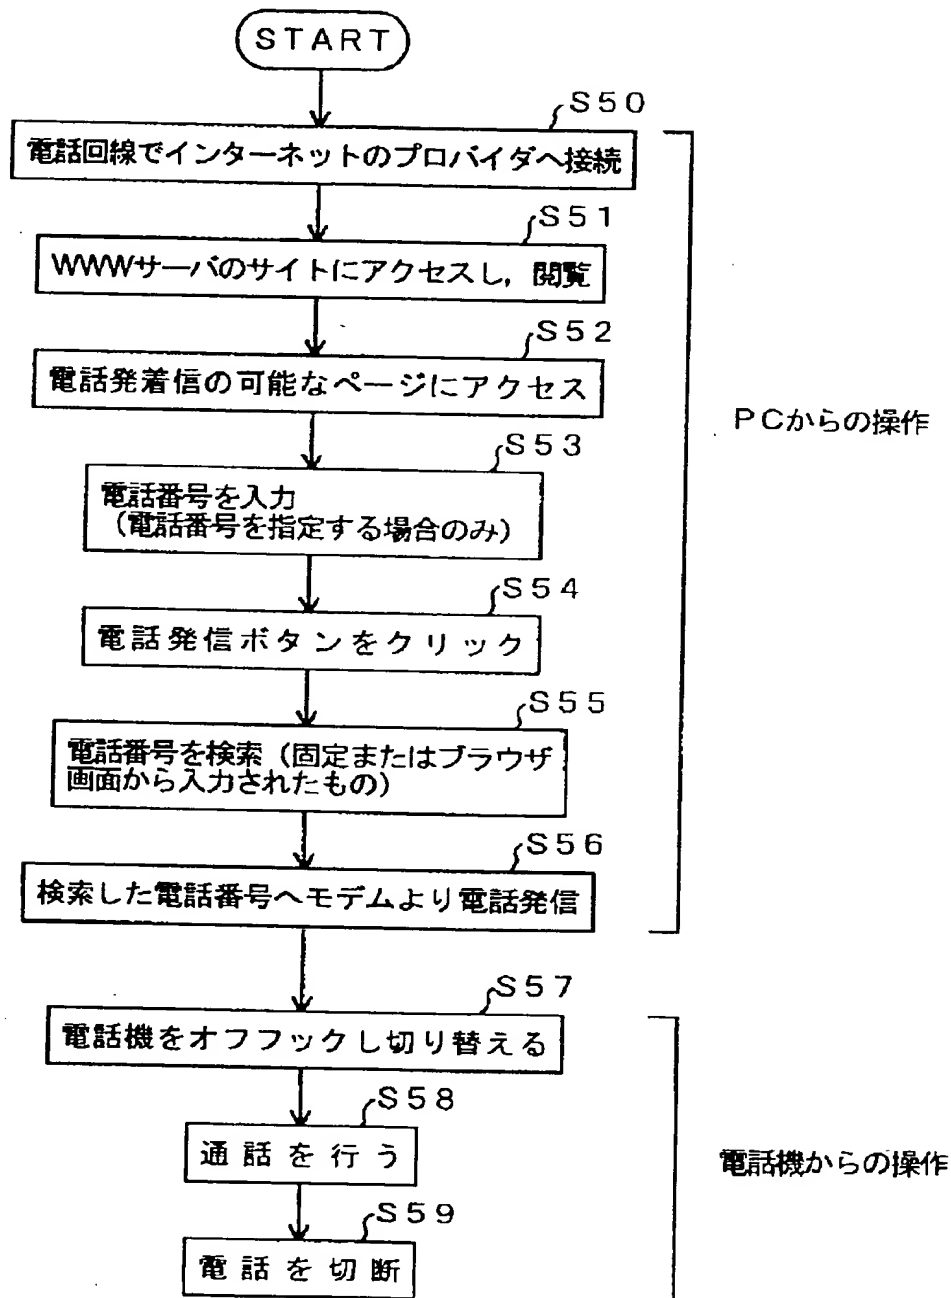 START
S50
電話回線でインターネットのプロバイダへ接続
S51
WWWサーバのサイトにアクセスし，閲覧
S52
電話発着信の可能なページにアクセス
PCからの操作
S53
電話番号を入力
（電話番号を指定する場合のみ）
S54
電話発信ボタンをクリック
S55
電話番号を検索（固定またはブラウザ
画面から入力されたもの）
S56
検索した電話番号へモデムより電話発信
S57
電話機をオフフックし切り替える
S58
通話を行う
電話機からの操作
S59
電話を切断